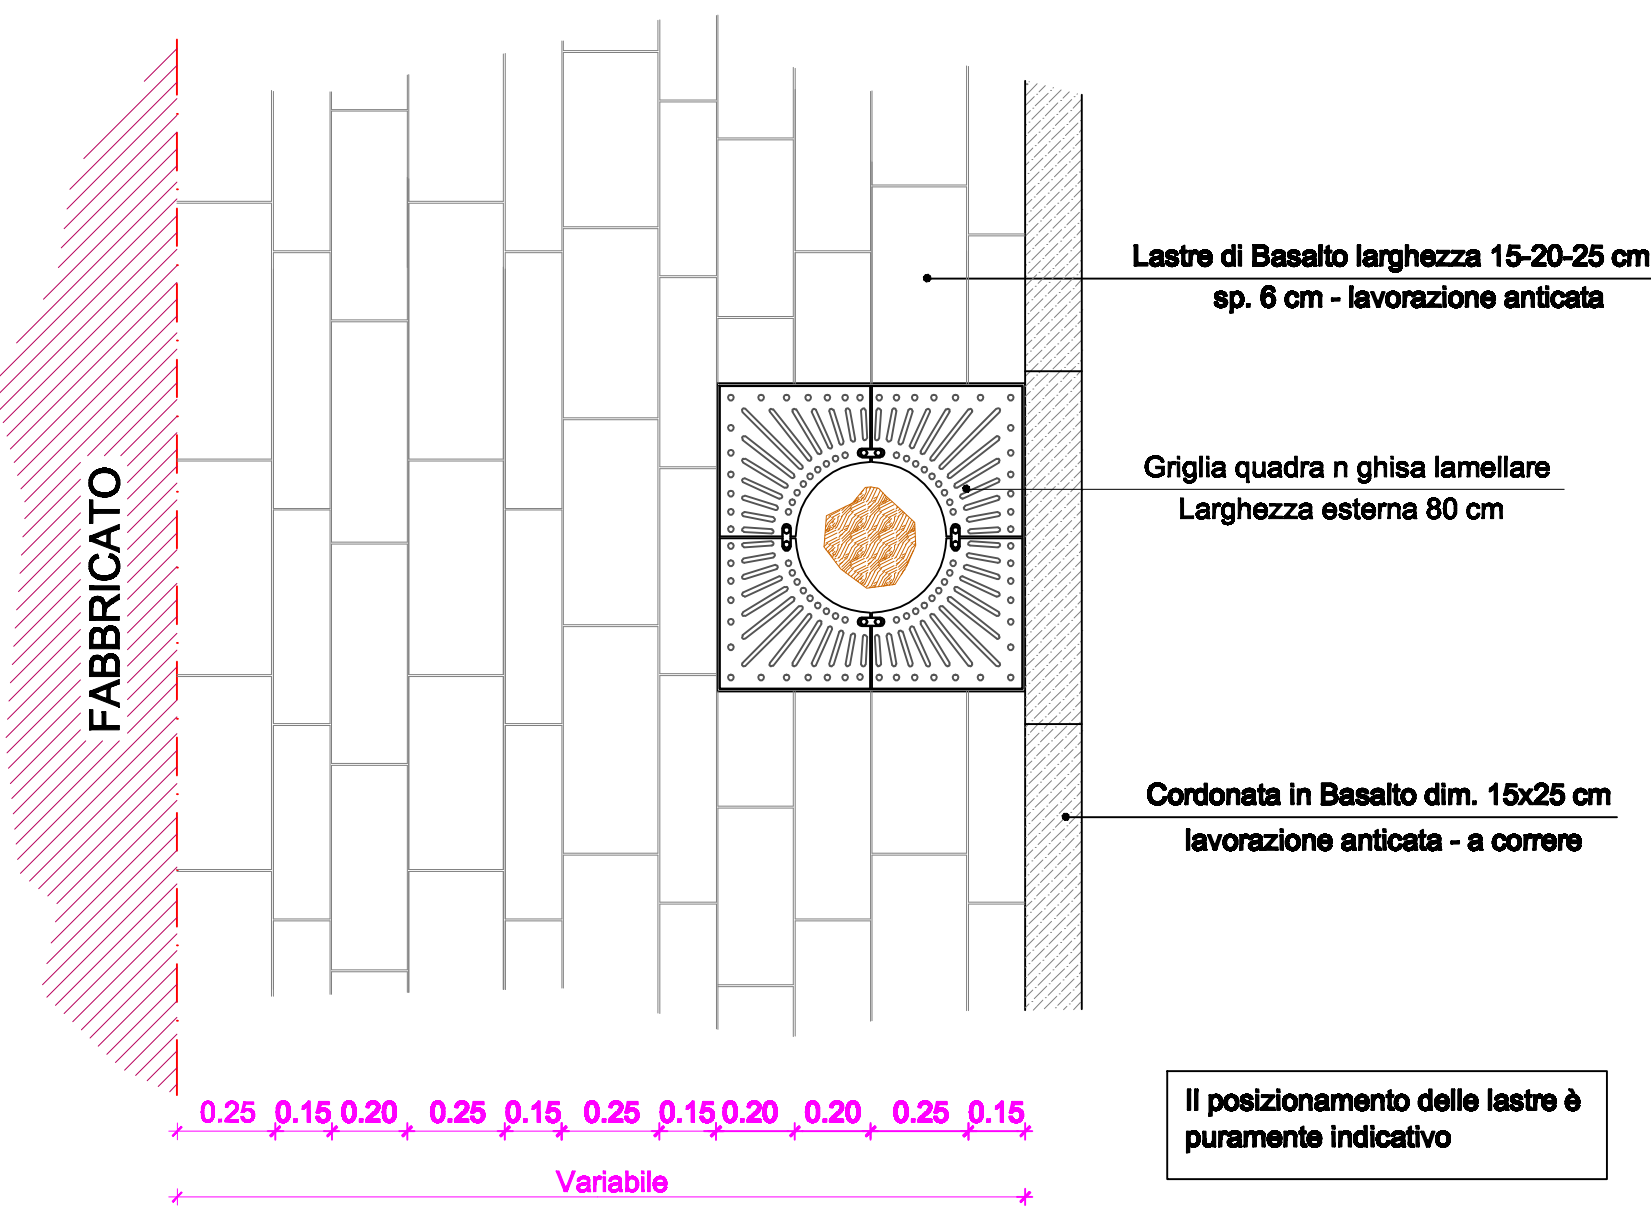 Lastre di Basalto larghezza 15-20-25 cm
sp. 6 cm - lavorazione anticata
Griglia quadra n ghisa lamellare
Larghezza esterna 80 cm
FABBRICATO
Cordonata in Basalto dim. 15x25 cm
lavorazione anticata - a correre
0.25 0.15 0.20 0.25 0.15 0.25 0.15 0.20 0.20 0.25 0.15
Variabile
Il posizionamento delle lastre è
puramente indicativo